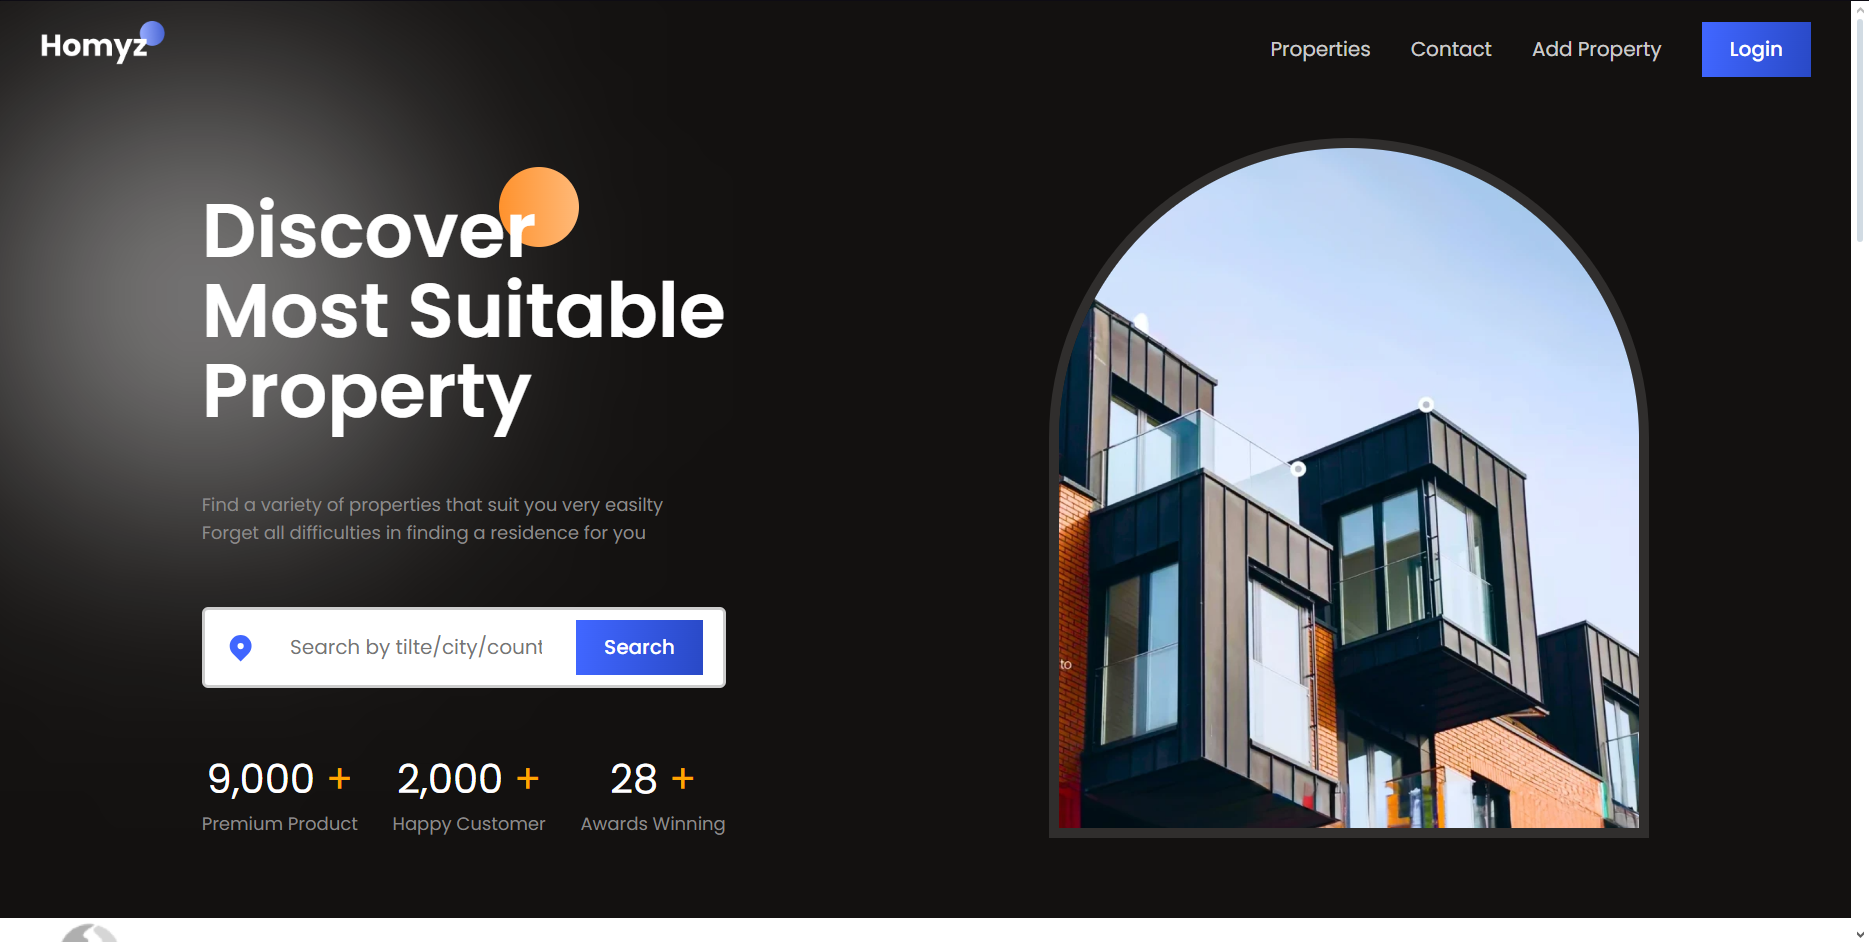 Homyz
Properties
Contact
Add Property
Login
Discover
Most Suitable
Property
Find a variety of properties that suit you very easilty
Forget all difficulties in finding a residence for you
Search by tilte/city/count
Search
9,000 +
2,000 +
28 +
Premium Product
Happy Customer
Awards Winning
to